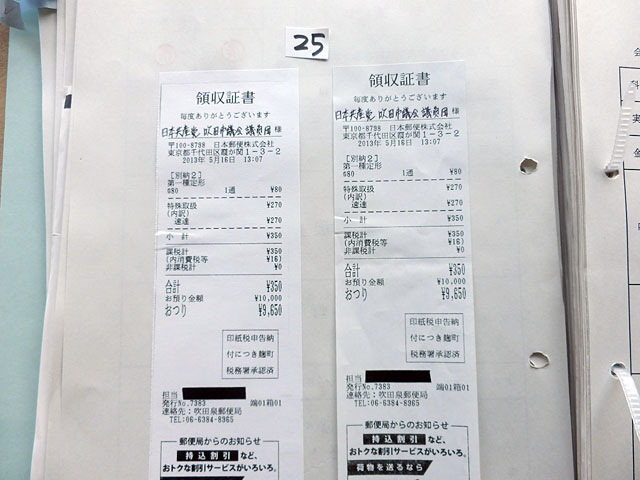 25
領収証書
毎度ありがとうございます
日本共産党 吹田市議会 議員団 様
〒100-8798 日本郵便株式会社
東京都千代田区霞が関1-3-2
2013年 5月16日 13:07
[別納2]
第一種定形
@80 1通 ¥80
特殊取扱 ¥270
(内訳)
速達 ¥270
小 計 ¥350
課税計 ¥350
(内消費税等 ¥16)
非課税計 ¥0
合計 ¥350
お預り金額 ¥10,000
おつり ¥9,650
印紙税申告納
付につき麹町
税務署承認済
担当
発行No.7383 端01箱01
連絡先:吹田泉郵便局
TEL:06-6384-8965
郵便局からのお知らせ
持込割引 など、
おトクな割引サービスがいろいろ。
領収証書
毎度ありがとうございます
日本共産党 吹田市議会 議員団 様
〒100-8798 日本郵便株式会社
東京都千代田区霞が関1-3-2
2013年 5月16日 13:07
[別納2]
第一種定形
@80 1通 ¥80
特殊取扱 ¥270
(内訳)
速達 ¥270
小 計 ¥350
課税計 ¥350
(内消費税等 ¥16)
非課税計 ¥0
合計 ¥350
お預り金額 ¥10,000
おつり ¥9,650
印紙税申告納
付につき麹町
税務署承認済
担当
発行No.7383 端01箱01
連絡先:吹田泉郵便局
TEL:06-6384-8965
郵便局からのお知らせ
持込割引 など、
おトクな割引サービスがいろいろ。
荷物を送るなら